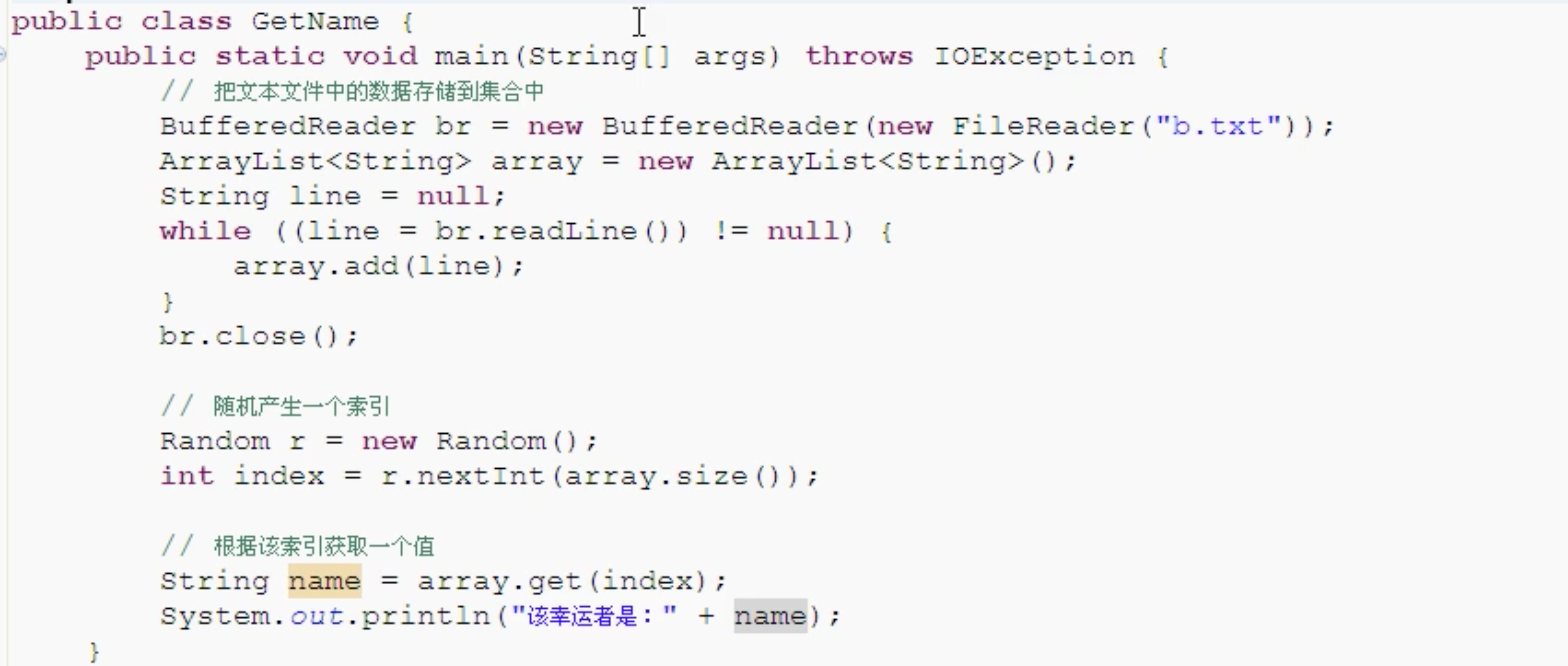 public class GetName {
public static void main(String[] args) throws IOException {
// 把文本文件中的数据存储到集合中
BufferedReader br = new BufferedReader(new FileReader("b.txt"));
ArrayList<String> array = new ArrayList<String>();
String line = null;
while ((line = br.readLine()) != null) {
array.add(line);
}
br.close();
// 随机产生一个索引
Random r = new Random();
int index = r.nextInt(array.size());
// 根据该索引获取一个值
String name = array.get(index);
System.out.println("该幸运者是：" + name);
}